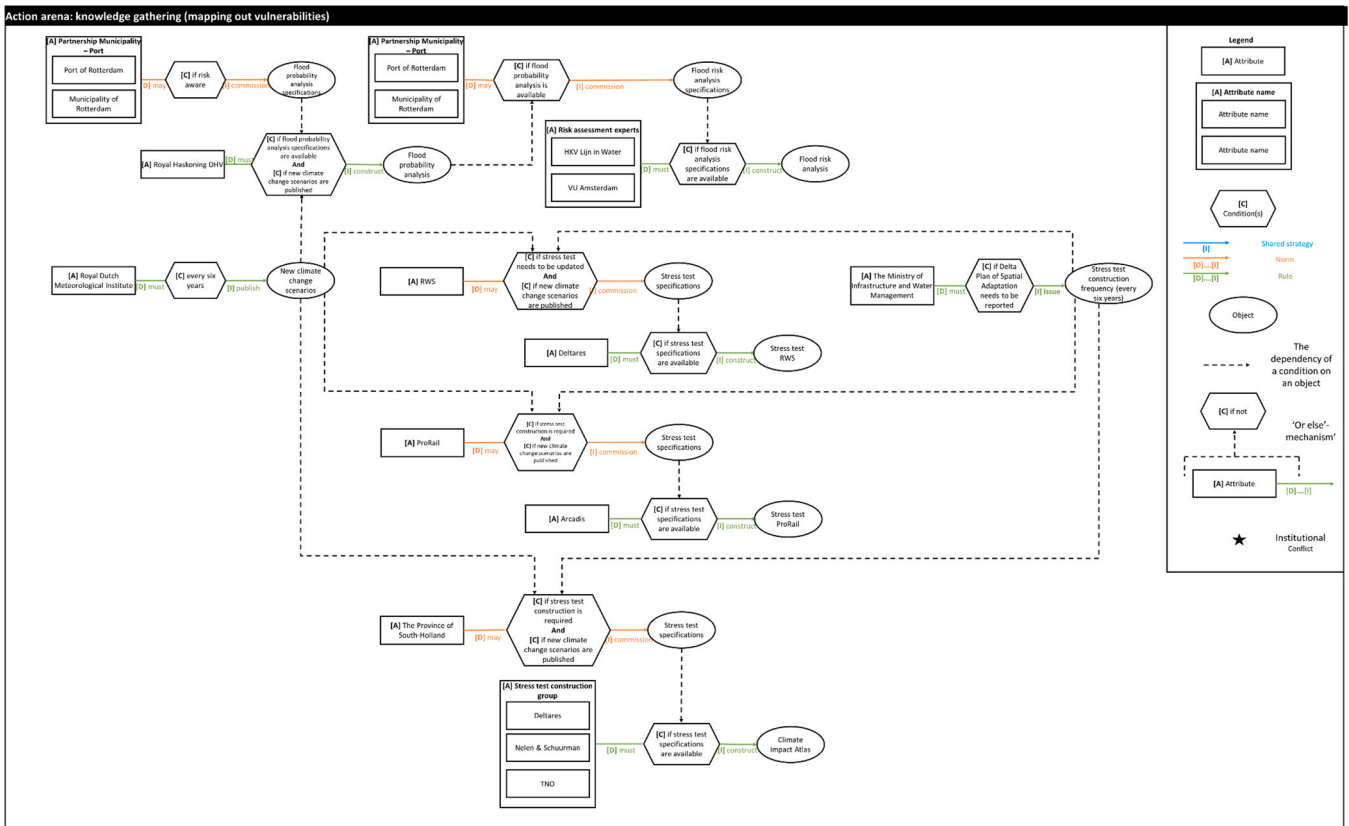 Action arena: knowledge gathering (mapping out vulnerabilities)
[A] Partnership Municipality
– Port
Port of Rotterdam
Municipality of
Rotterdam
[D] may
[C] if risk
aware
[I] commission
Flood
probability
analysis
specifications
[A] Partnership Municipality
– Port
Port of Rotterdam
Municipality of
Rotterdam
[D] may
[C] if flood
probability
analysis is
available
[I] commission
Flood risk
analysis
specifications
[A] Royal Haskoning DHV
[D] must
[C] if flood probability
analysis specifications
are available
And
[C] if new climate
change scenarios are
published
[I] construct
Flood
probability
analysis
[A] Risk assessment experts
HKV Lijn in Water
VU Amsterdam
[D] must
[C] if flood risk
analysis
specifications
are available
[I] construct
Flood risk
analysis
[A] Royal Dutch
Meteorological Institute
[D] must
[C] every six
years
[I] publish
New climate
change
scenarios
[A] RWS
[D] may
[C] if stress test
needs to be updated
And
[C] if new climate
change scenarios
are published
[I] commission
Stress test
specifications
[A] The Ministry of
Infrastructure and Water
Management
[D] must
[C] if Delta
Plan of Spatial
Adaptation
needs to be
reported
[I] issue
Stress test
construction
frequency (every
six years)
[A] Deltares
[D] must
[C] if stress test
specifications
are available
[I] construct
Stress test
RWS
[A] ProRail
[D] may
[C] if stress test
construction is required
And
[C] if new climate
change scenarios are
published
[I] commission
Stress test
specifications
[A] Arcadis
[D] must
[C] if stress test
specifications
are available
[I] construct
Stress test
ProRail
[A] The Province of
South-Holland
[D] may
[C] if stress test
construction is
required
And
[C] if new climate
change scenarios are
published
[I] commission
Stress test
specifications
[A] Stress test construction
group
Deltares
Nelen & Schuurman
TNO
[D] must
[C] if stress test
specifications
are available
[I] construct
Climate
Impact Atlas
Legend
[A] Attribute
[A] Attribute name
Attribute name
Attribute name
[C]
Condition(s)
[I]
Shared strategy
[D]....[I]
Norm
[D]....[I]
Rule
Object
The
dependency of
a condition on
an object
[C] if not
'Or else'-
mechanism'
[A] Attribute
[D]....[I]
Institutional
Conflict